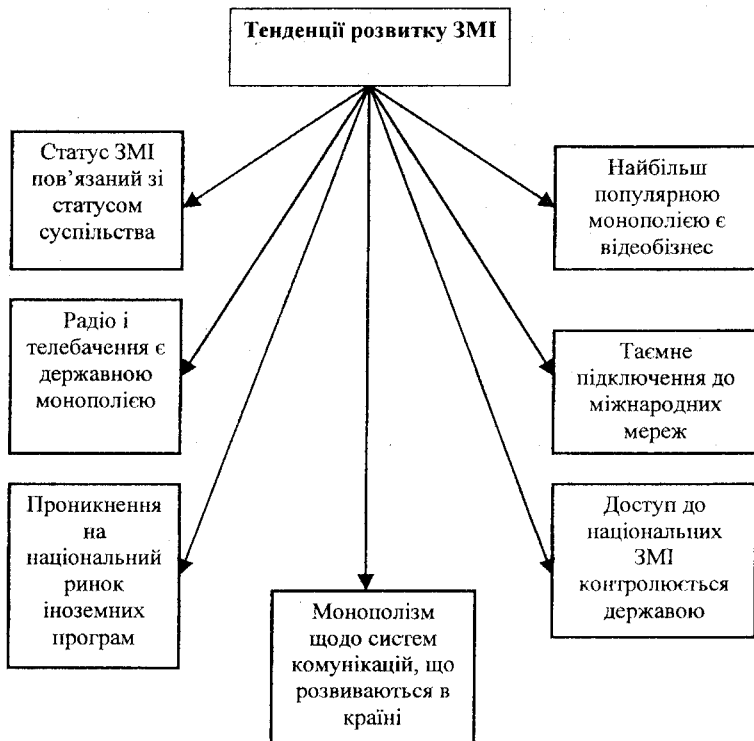 Тенденції розвитку ЗМІ
Статус ЗМІ
пов’язаний зі
статусом
суспільства
Найбільш
популярною
монополією є
відеобізнес
Радіо і
телебачення є
державною
монополією
Таємне
підключення до
міжнародних
мереж
Проникнення
на
національний
ринок
іноземних
програм
Доступ до
національних
ЗМІ
контролюється
державою
Монополізм
щодо систем
комунікацій, що
розвиваються в
країні